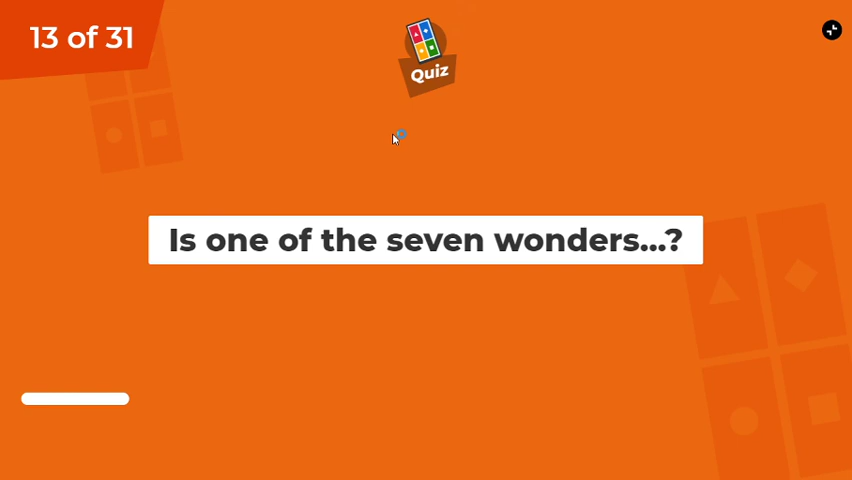 13 of 31
Quiz
Is one of the seven wonders...?